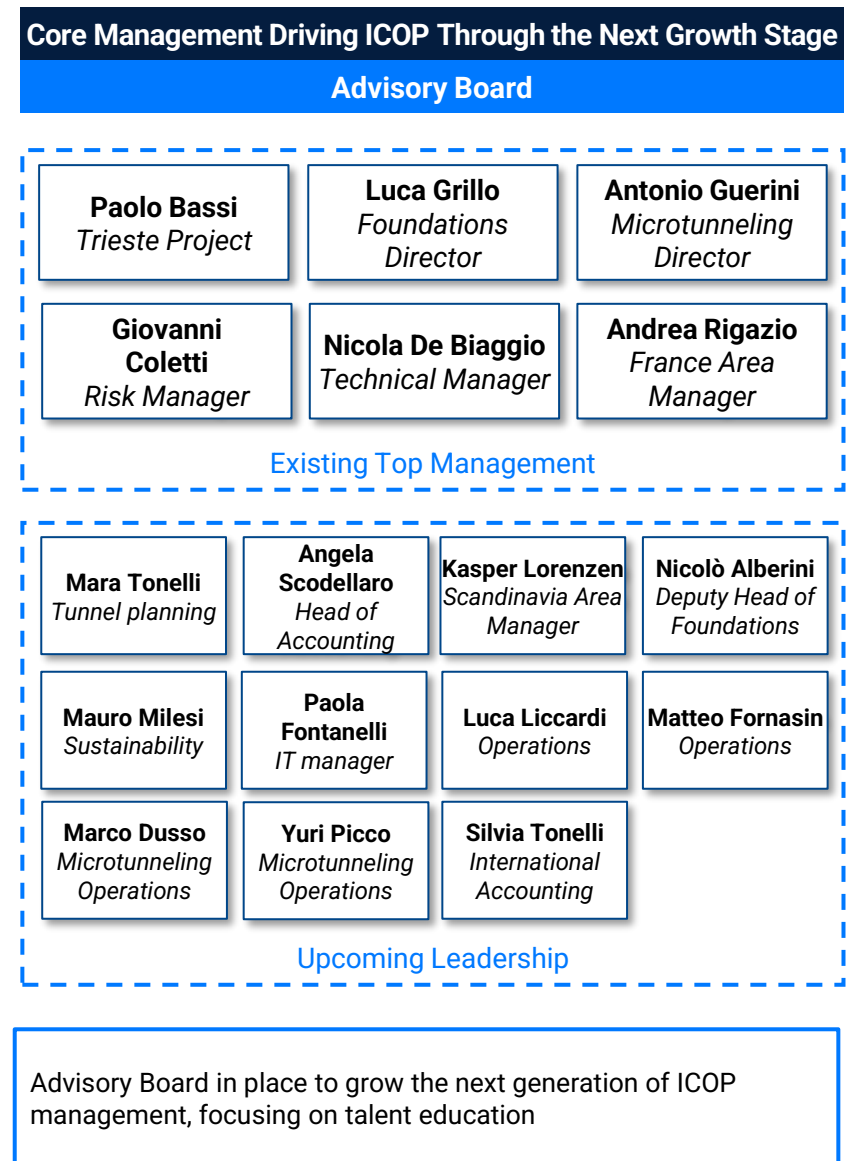 Core Management Driving ICOP Through the Next Growth Stage
Advisory Board
Paolo Bassi
Trieste Project
Luca Grillo
Foundations
Director
Antonio Guerini
Microtunneling
Director
Giovanni
Coletti
Risk Manager
Nicola De Biaggio
Technical Manager
Andrea Rigazio
France Area
Manager
Existing Top Management
Mara Tonelli
Tunnel planning
Angela
Scodellaro
Head of
Accounting
Kasper Lorenzen
Scandinavia Area
Manager
Nicolò Alberini
Deputy Head of
Foundations
Mauro Milesi
Sustainability
Paola
Fontanelli
IT manager
Luca Liccardi
Operations
Matteo Fornasin
Operations
Marco Dusso
Microtunneling
Operations
Yuri Picco
Microtunneling
Operations
Silvia Tonelli
International
Accounting
Upcoming Leadership
Advisory Board in place to grow the next generation of ICOP
management, focusing on talent education